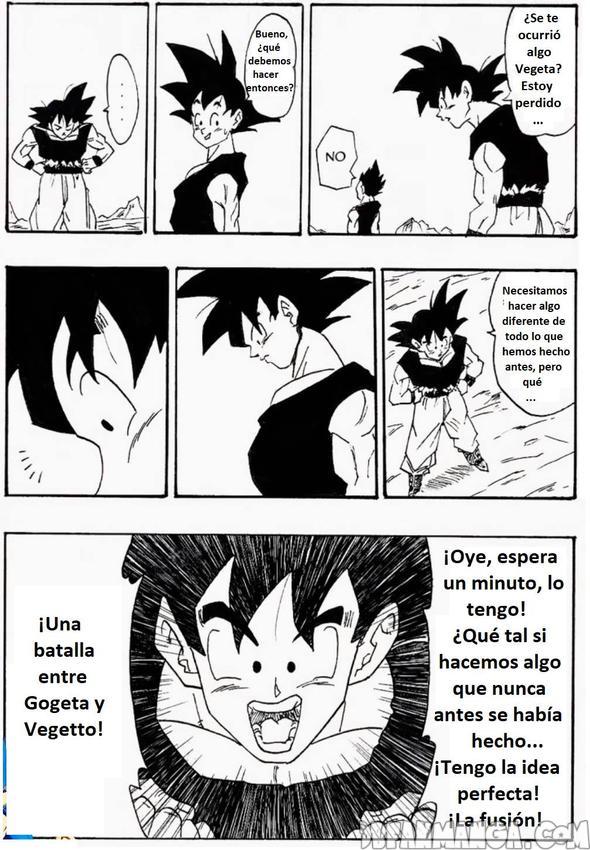 ¿Se te
ocurrió
algo
Vegeta?
Estoy
perdido
...
NO
Bueno,
¿qué
debemos
hacer
entonces?
...
Necesitamos
hacer algo
diferente de
todo lo que
hemos hecho
antes, pero
qué
...
¡Oye, espera
un minuto, lo
tengo!
¿Qué tal si
hacemos algo
que nunca
antes se había
hecho...
¡Tengo la idea
perfecta!
¡La fusión!
¡Una
batalla
entre
Gogeta y
Vegetto!
DBFANMANGA.COM